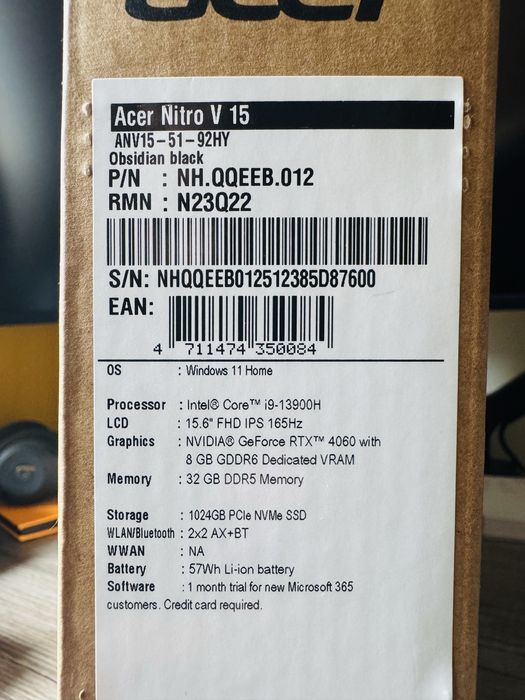 acer
Acer Nitro V 15
ANV15-51-92HY
Obsidian black
P/N : NH.QQEEB.012
RMN : N23Q22
S/N: NHQQEEB012512385D87600
EAN:
4 711474 350084
OS : Windows 11 Home
Processor : Intel® Core™ i9-13900H
LCD : 15.6" FHD IPS 165Hz
Graphics : NVIDIA® GeForce RTX™ 4060 with
8 GB GDDR6 Dedicated VRAM
Memory : 32 GB DDR5 Memory
Storage : 1024GB PCIe NVMe SSD
WLAN/Bluetooth : 2x2 AX+BT
WWAN : NA
Battery : 57Wh Li-ion battery
Software : 1 month trial for new Microsoft 365
customers. Credit card required.